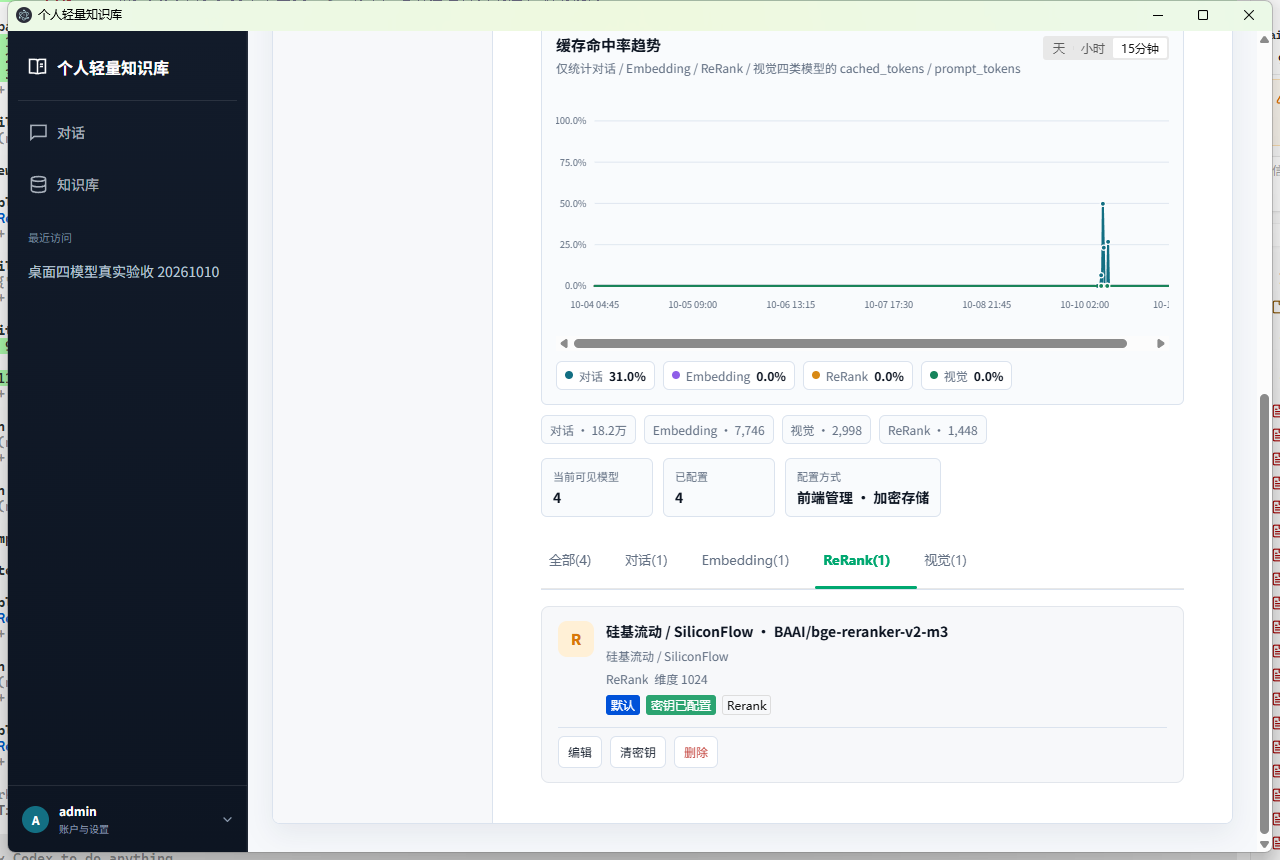 个人轻量知识库
个人轻量知识库
对话
知识库
最近访问
桌面四模型真实验收 20261010
admin
A
账户与设置
缓存命中率趋势
天 小时 15分钟
仅统计对话 / Embedding / ReRank / 视觉四类模型的 cached_tokens / prompt_tokens
100.0%
75.0%
50.0%
25.0%
0.0%
10-04 04:45 10-05 09:00 10-06 13:15 10-07 17:30 10-08 21:45 10-10 02:00 10-1
对话 31.0% Embedding 0.0% ReRank 0.0% 视觉 0.0%
对话 · 18.2万 Embedding · 7,746 视觉 · 2,998 ReRank · 1,448
当前可见模型 已配置 配置方式
4 4 前端管理 · 加密存储
全部(4) 对话(1) Embedding(1) ReRank(1) 视觉(1)
R
硅基流动 / SiliconFlow · BAAI/bge-reranker-v2-m3
硅基流动 / SiliconFlow
ReRank 维度 1024
默认 密钥已配置 Rerank
编辑 清密钥 删除
Codex to do anything